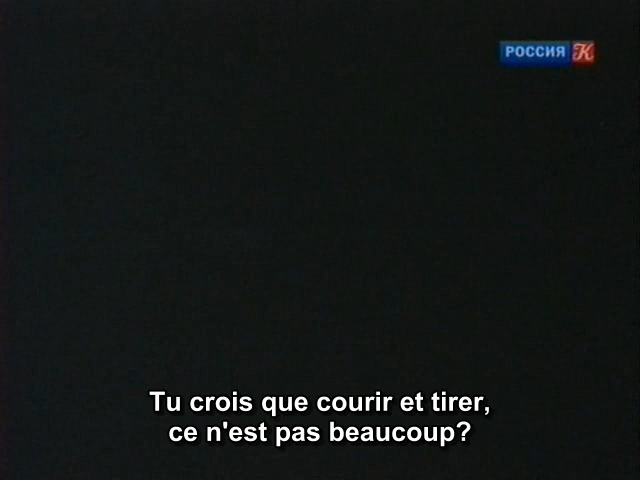 РОССИЯ К
Tu crois que courir et tirer,
ce n'est pas beaucoup?